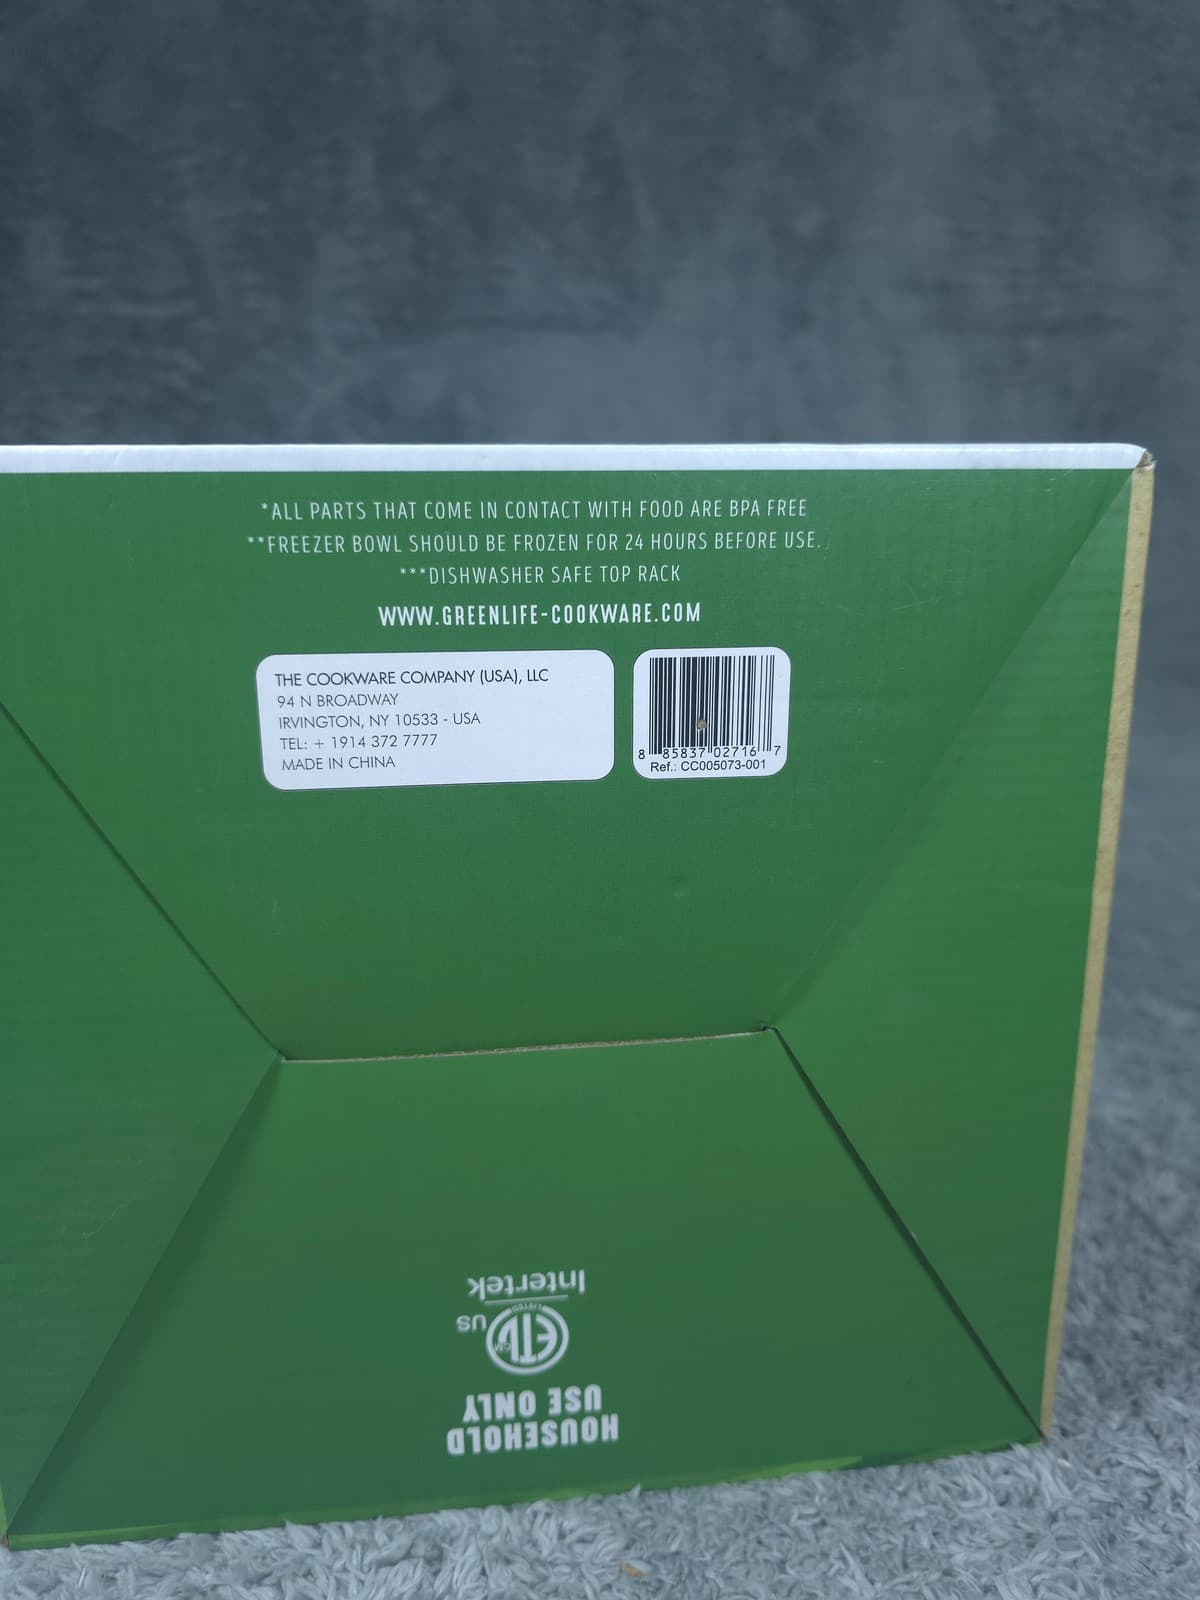 *ALL PARTS THAT COME IN CONTACT WITH FOOD ARE BPA FREE
**FREEZER BOWL SHOULD BE FROZEN FOR 24 HOURS BEFORE USE.
***DISHWASHER SAFE TOP RACK
WWW.GREENLIFE-COOKWARE.COM
THE COOKWARE COMPANY (USA), LLC
94 N BROADWAY
IRVINGTON, NY 10533 - USA
TEL: + 1914 372 7777
MADE IN CHINA
8 85837 02716 7
Ref.: CC005073-001
HOUSEHOLD
USE ONLY
ETL CM US
LISTED
Intertek